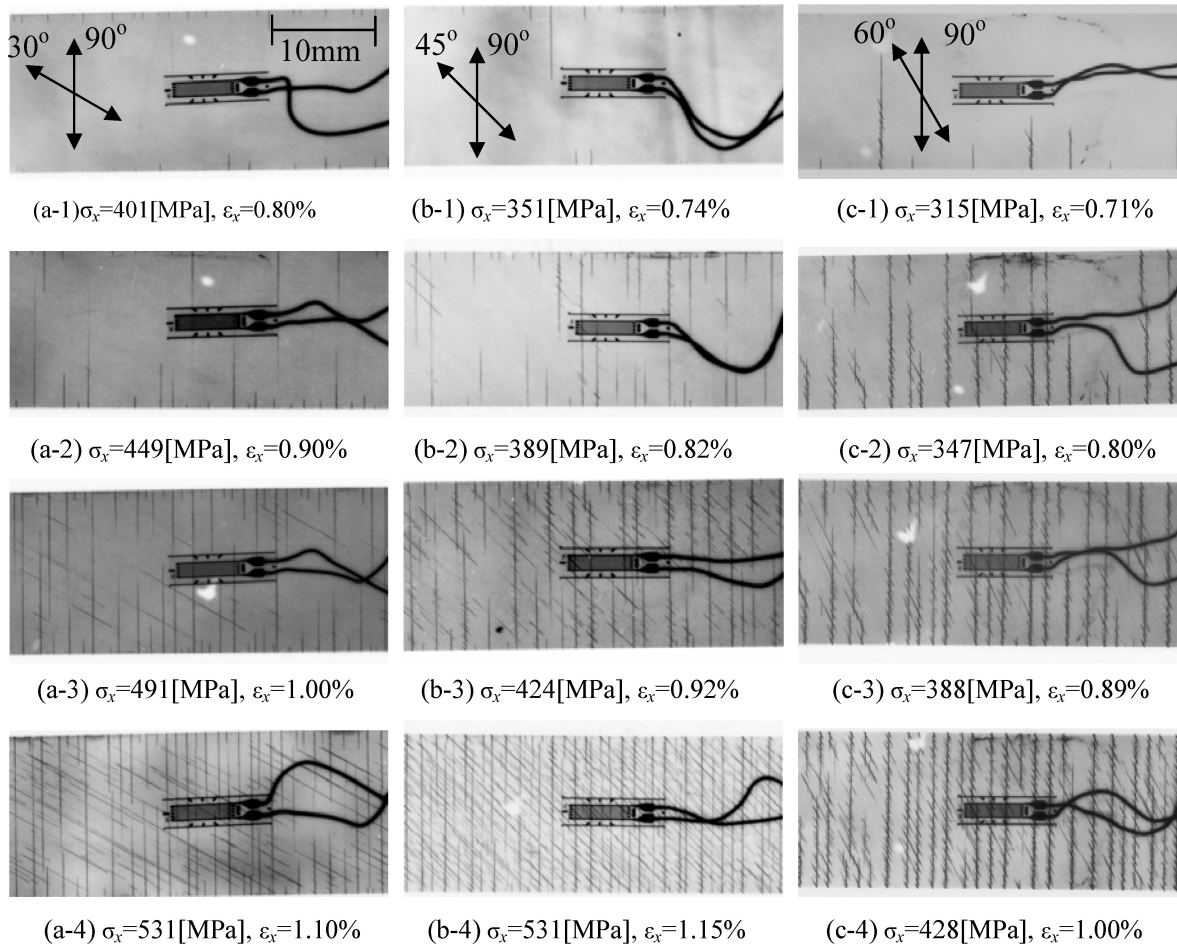 30° 90° 10mm
45° 90°
60° 90°
(a-1)σx=401[MPa], εx=0.80%
(b-1) σx=351[MPa], εx=0.74%
(c-1) σx=315[MPa], εx=0.71%
(a-2) σx=449[MPa], εx=0.90%
(b-2) σx=389[MPa], εx=0.82%
(c-2) σx=347[MPa], εx=0.80%
(a-3) σx=491[MPa], εx=1.00%
(b-3) σx=424[MPa], εx=0.92%
(c-3) σx=388[MPa], εx=0.89%
(a-4) σx=531[MPa], εx=1.10%
(b-4) σx=531[MPa], εx=1.15%
(c-4) σx=428[MPa], εx=1.00%